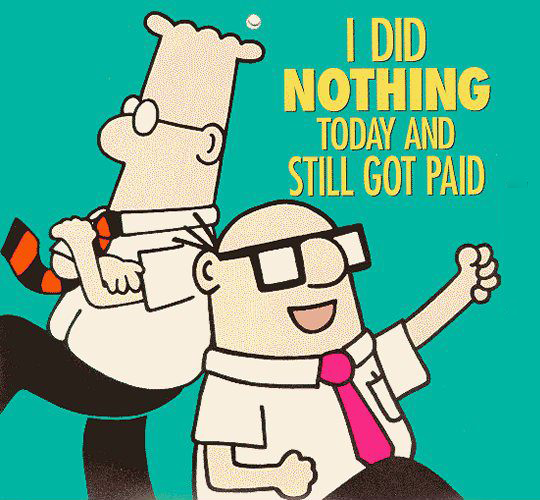 I DID
NOTHING
TODAY AND
STILL GOT PAID